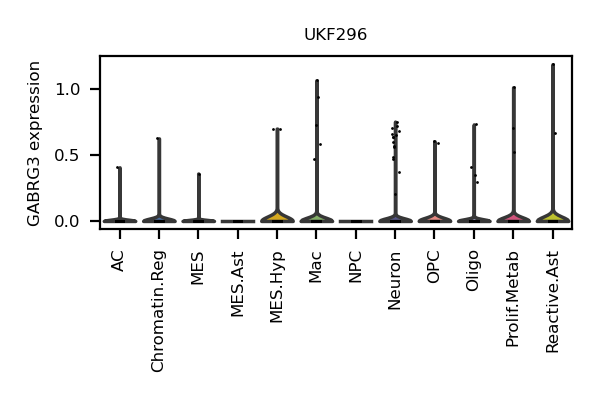 UKF296
GABRG3 expression
1.0
0.5
0.0
AC
Chromatin.Reg
MES
MES.Ast
MES.Hyp
Mac
NPC
Neuron
OPC
Oligo
Prolif.Metab
Reactive.Ast